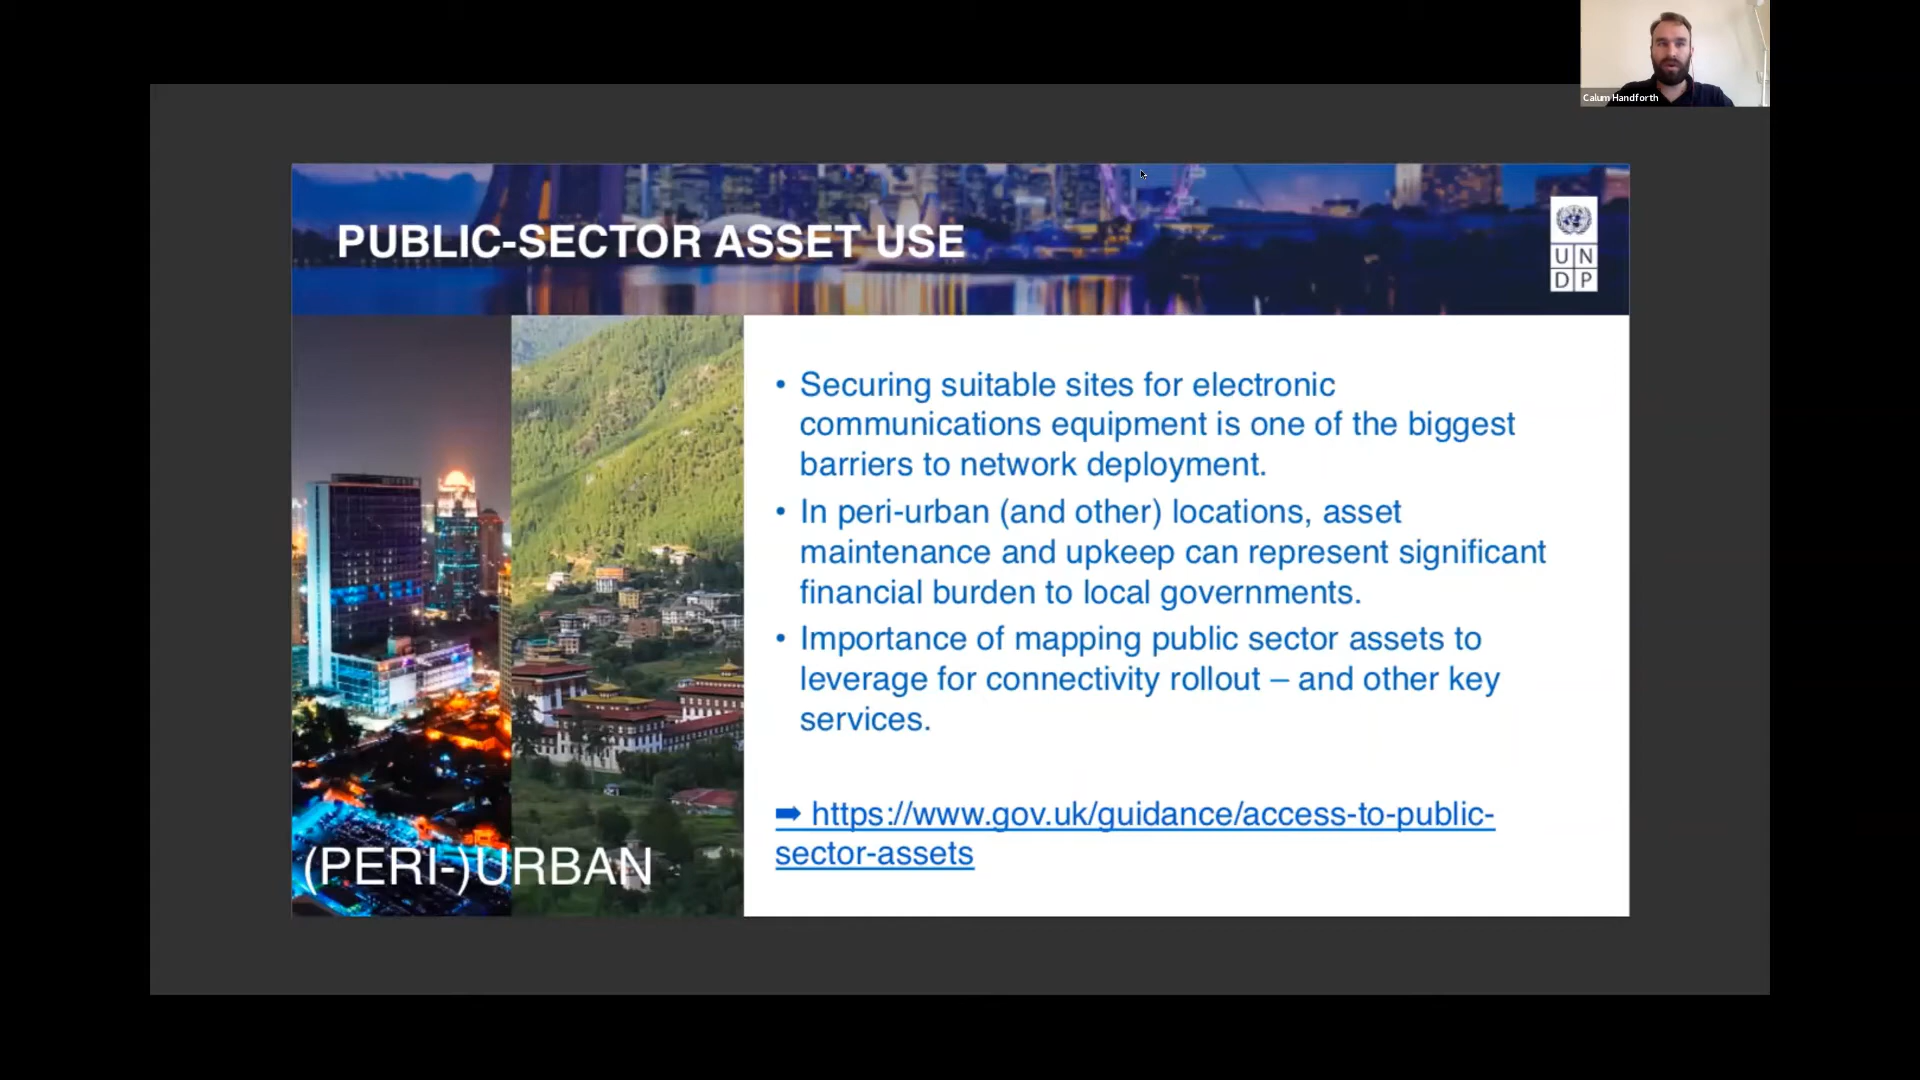 Calum Handforth
PUBLIC-SECTOR ASSET USE
U N
D P
• Securing suitable sites for electronic
communications equipment is one of the biggest
barriers to network deployment.
• In peri-urban (and other) locations, asset
maintenance and upkeep can represent significant
financial burden to local governments.
• Importance of mapping public sector assets to
leverage for connectivity rollout – and other key
services.
➡ https://www.gov.uk/guidance/access-to-public-
sector-assets
(PERI-)URBAN